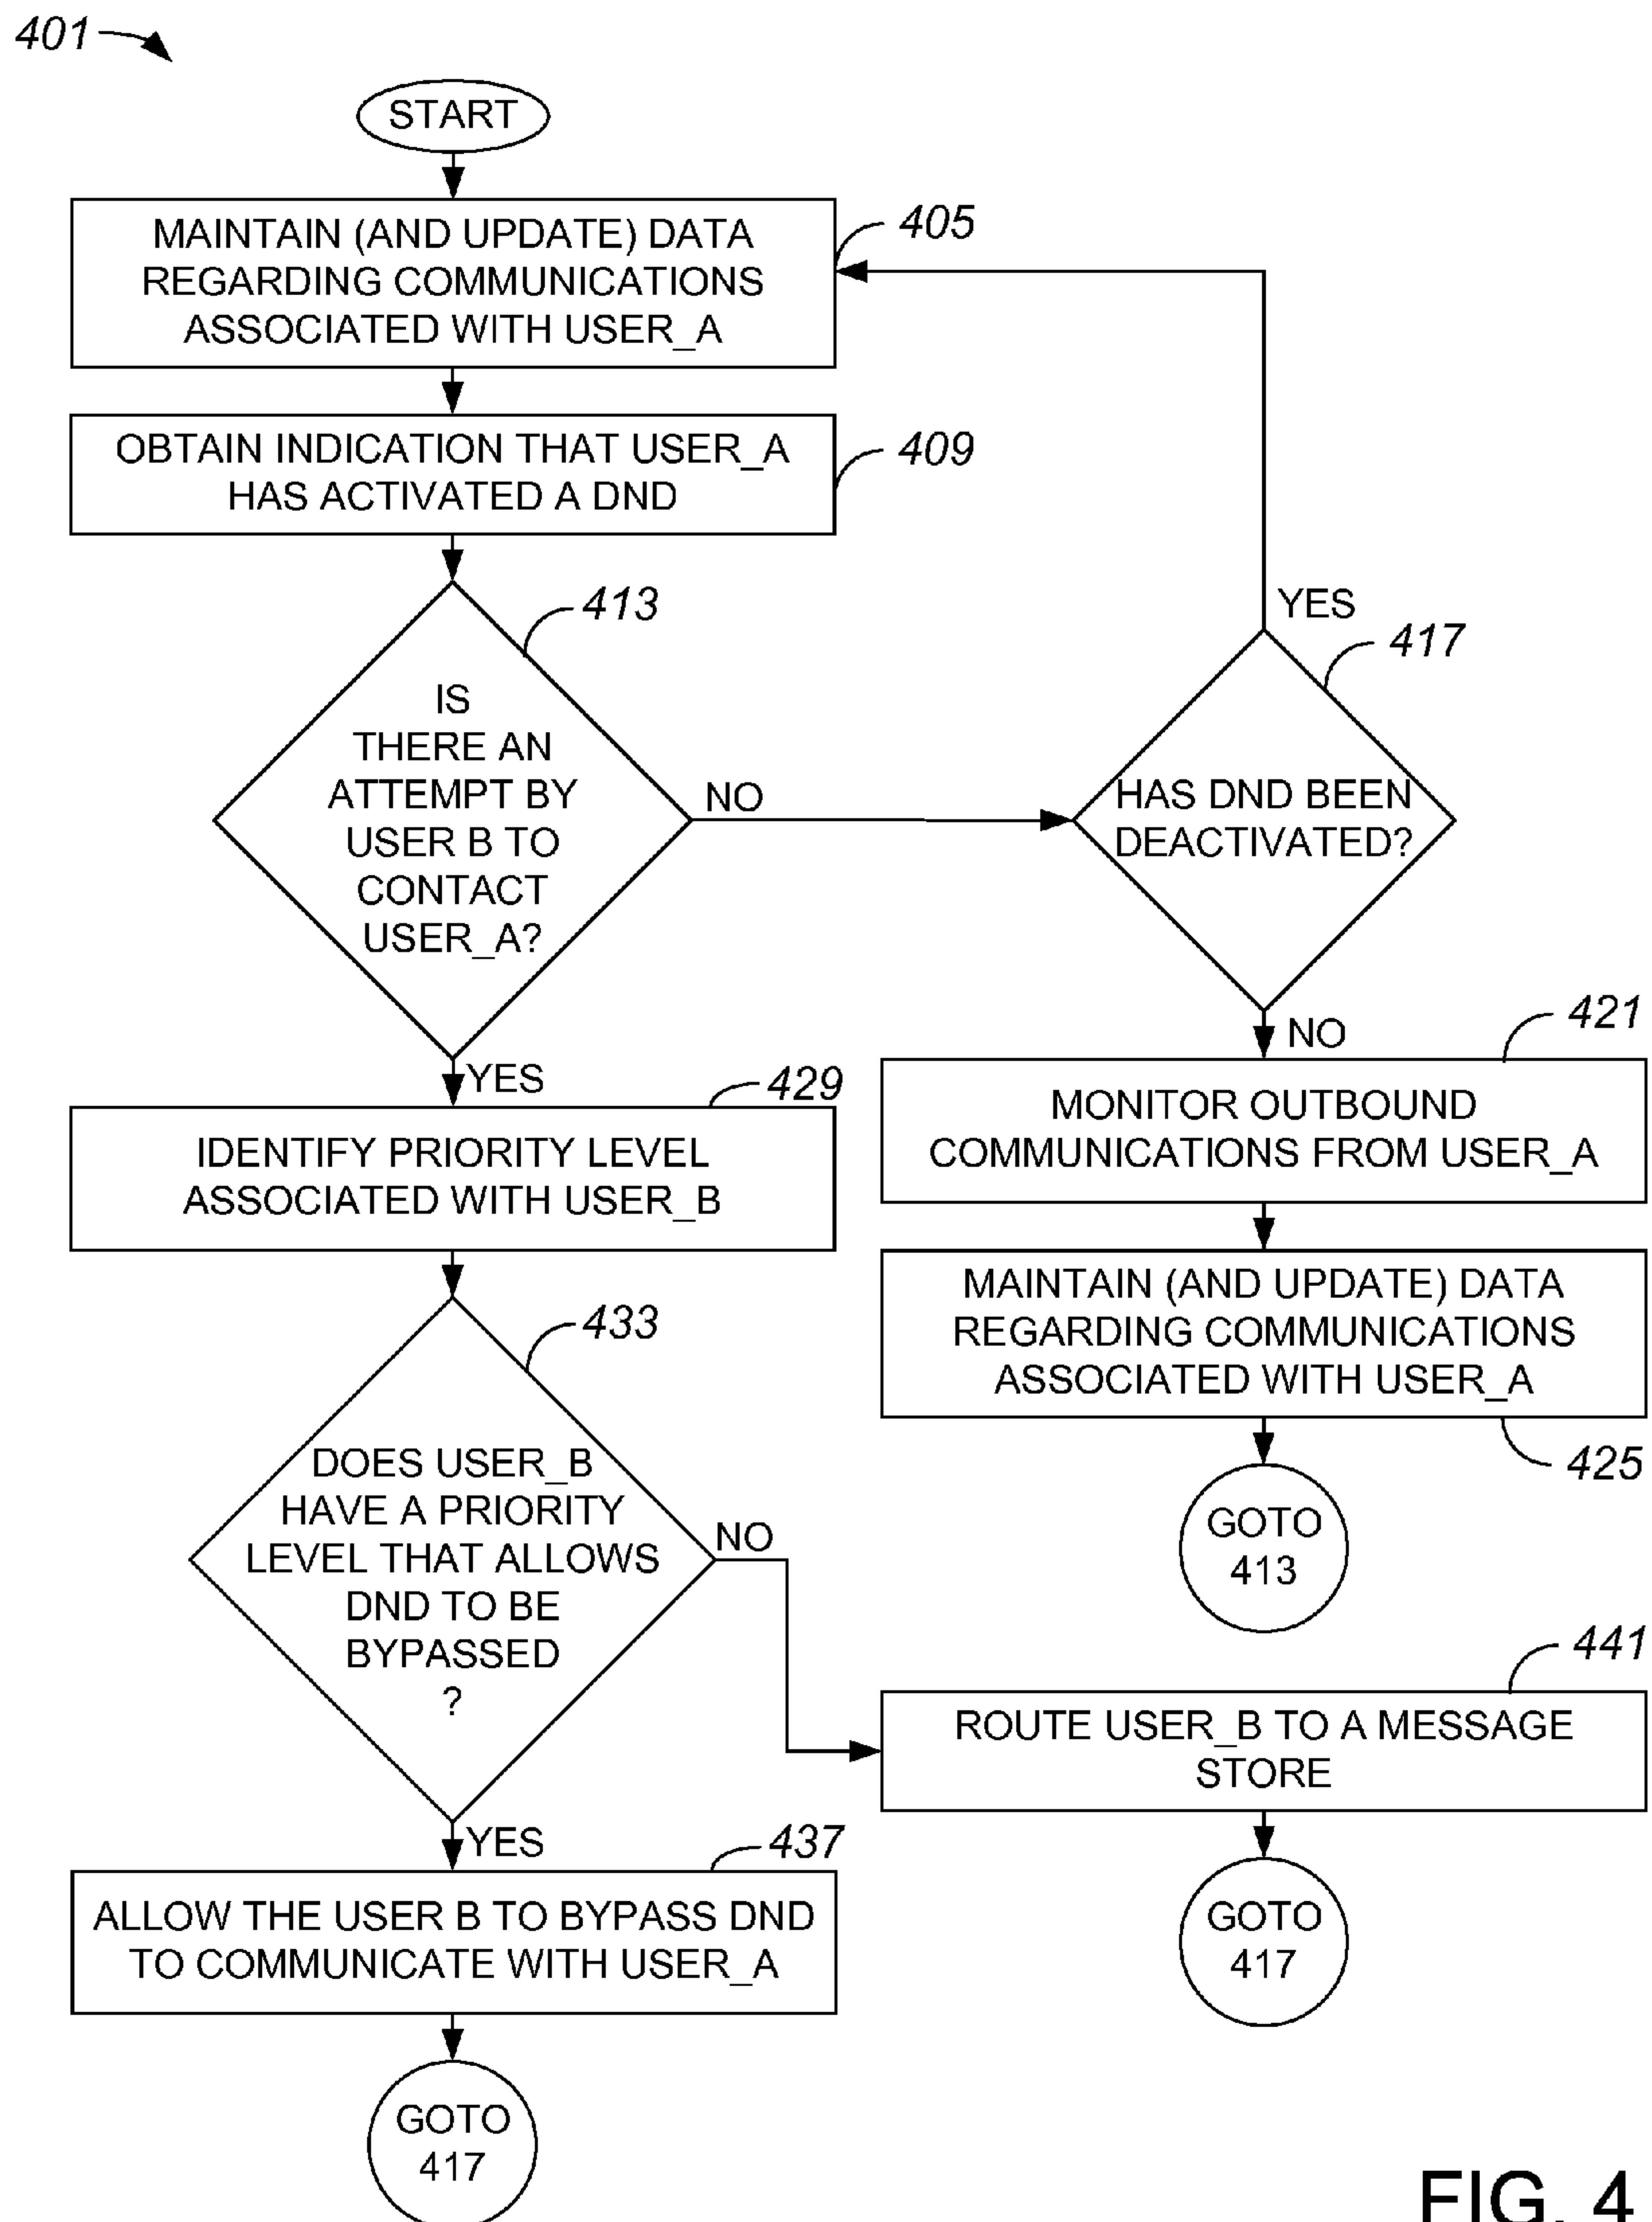 401
START
MAINTAIN (AND UPDATE) DATA
REGARDING COMMUNICATIONS
ASSOCIATED WITH USER_A
405
OBTAIN INDICATION THAT USER_A
HAS ACTIVATED A DND
409
413
IS
THERE AN
ATTEMPT BY
USER B TO
CONTACT
USER_A?
NO
YES
417
HAS DND BEEN
DEACTIVATED?
YES
NO
421
MONITOR OUTBOUND
COMMUNICATIONS FROM USER_A
MAINTAIN (AND UPDATE) DATA
REGARDING COMMUNICATIONS
ASSOCIATED WITH USER_A
425
GOTO
413
429
IDENTIFY PRIORITY LEVEL
ASSOCIATED WITH USER_B
433
DOES USER_B
HAVE A PRIORITY
LEVEL THAT ALLOWS
DND TO BE
BYPASSED
?
NO
YES
441
ROUTE USER_B TO A MESSAGE
STORE
GOTO
417
437
ALLOW THE USER B TO BYPASS DND
TO COMMUNICATE WITH USER_A
GOTO
417
FIG. 4